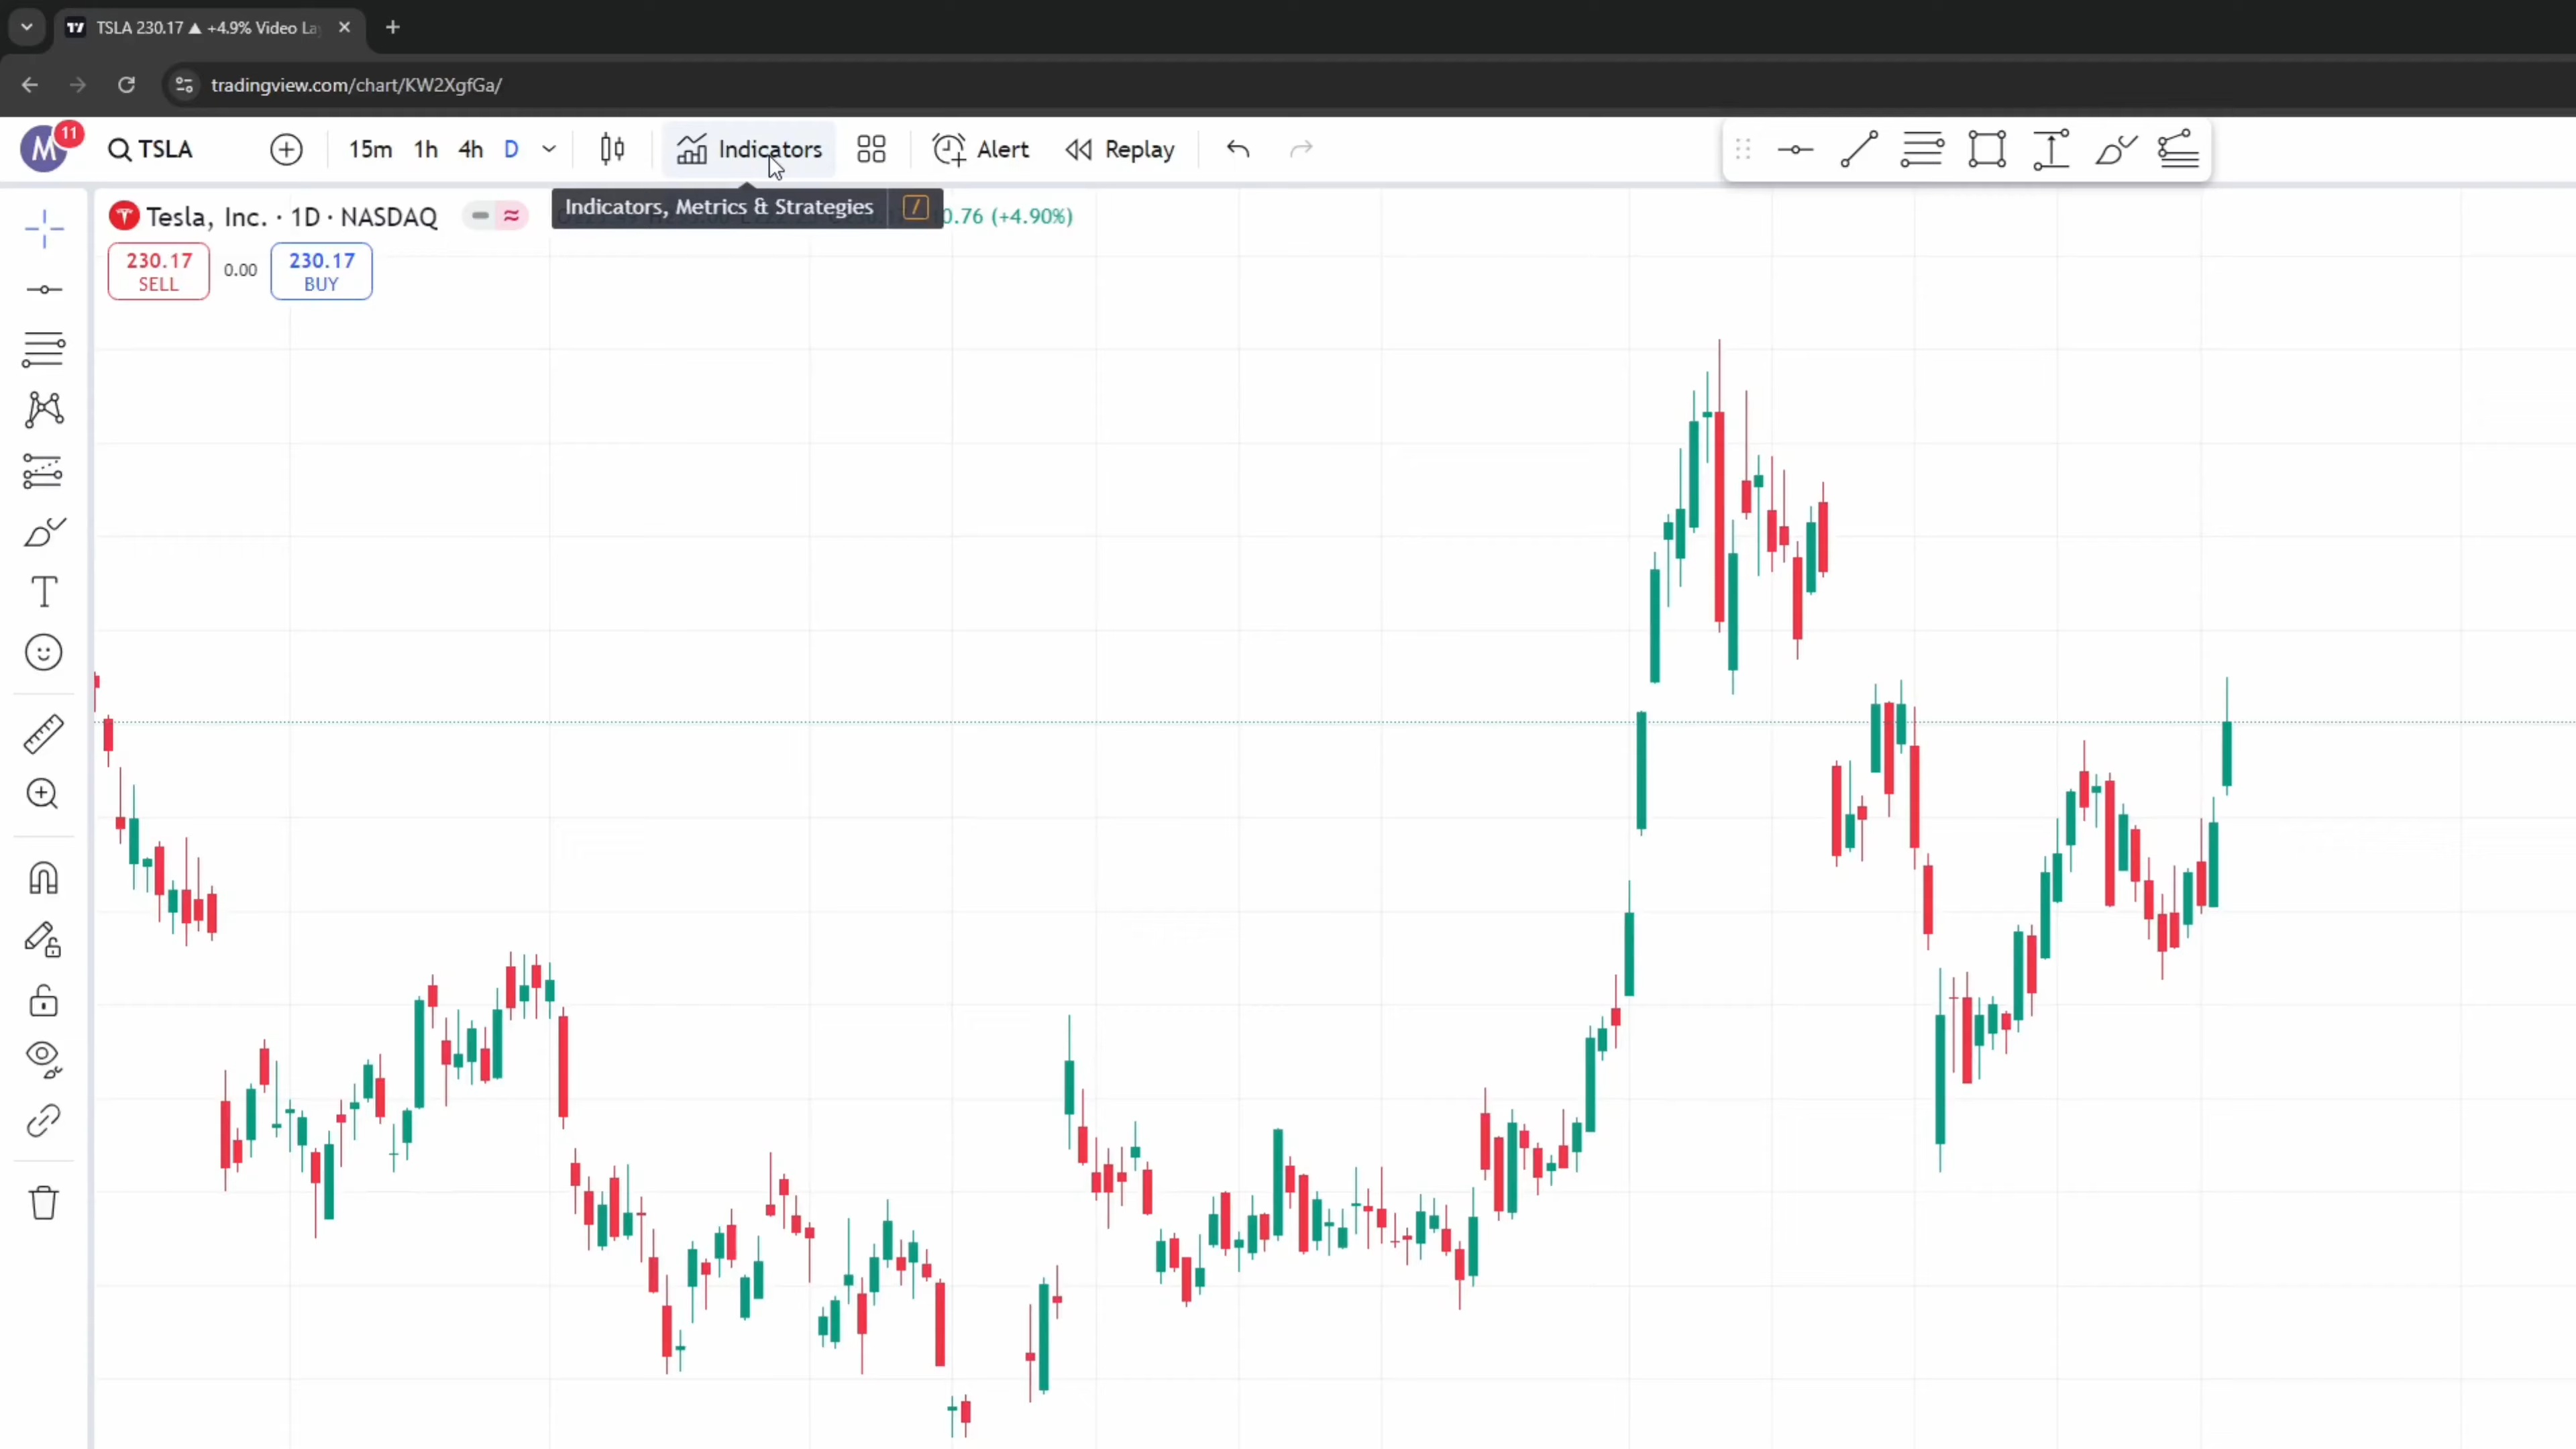 TSLA 230.17 ▲ +4.9% Video La
tradingview.com/chart/KW2XgfGa/
M 11 TSLA 15m 1h 4h D Indicators Alert Replay
Tesla, Inc. · 1D · NASDAQ Indicators, Metrics & Strategies / 0.76 (+4.90%)
230.17 0.00 230.17
SELL BUY